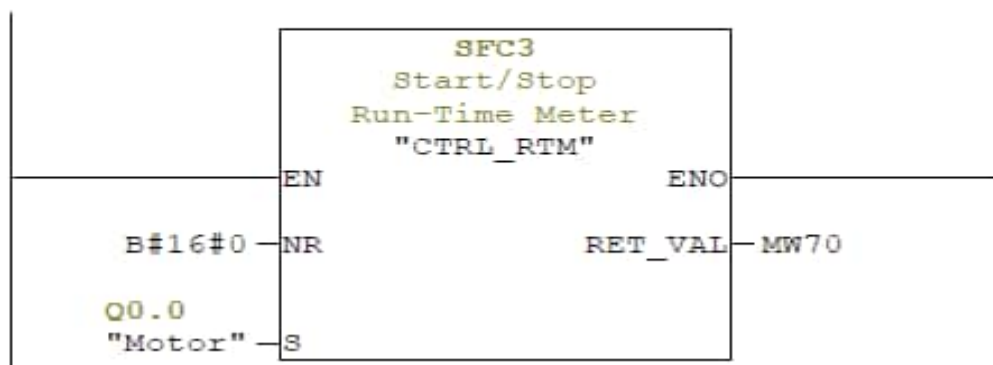 SFC3
Start/Stop
Run-Time Meter
"CTRL_RTM"
EN ENO
B#16#0 NR RET_VAL MW70
Q0.0
"Motor" S